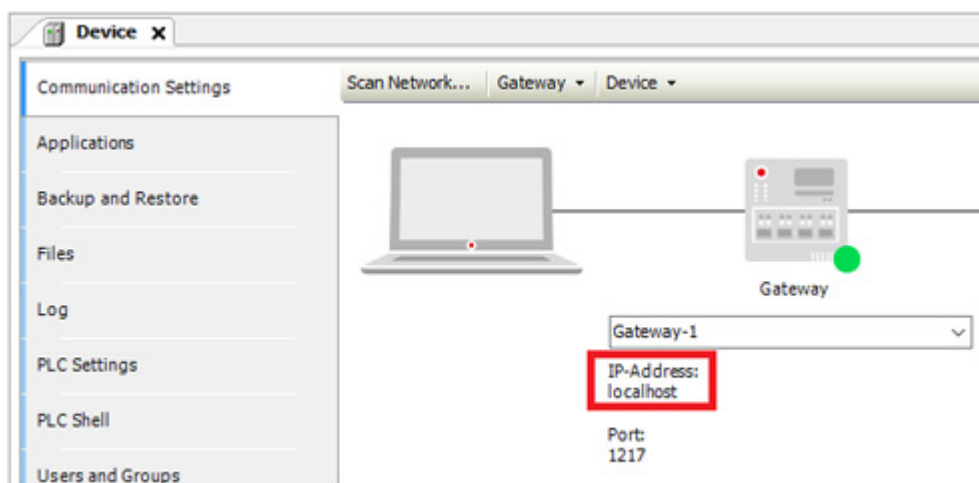 Device
Communication Settings
Applications
Backup and Restore
Files
Log
PLC Settings
PLC Shell
Users and Groups
Scan Network... Gateway Device
Gateway
Gateway-1
IP-Address:
localhost
Port:
1217